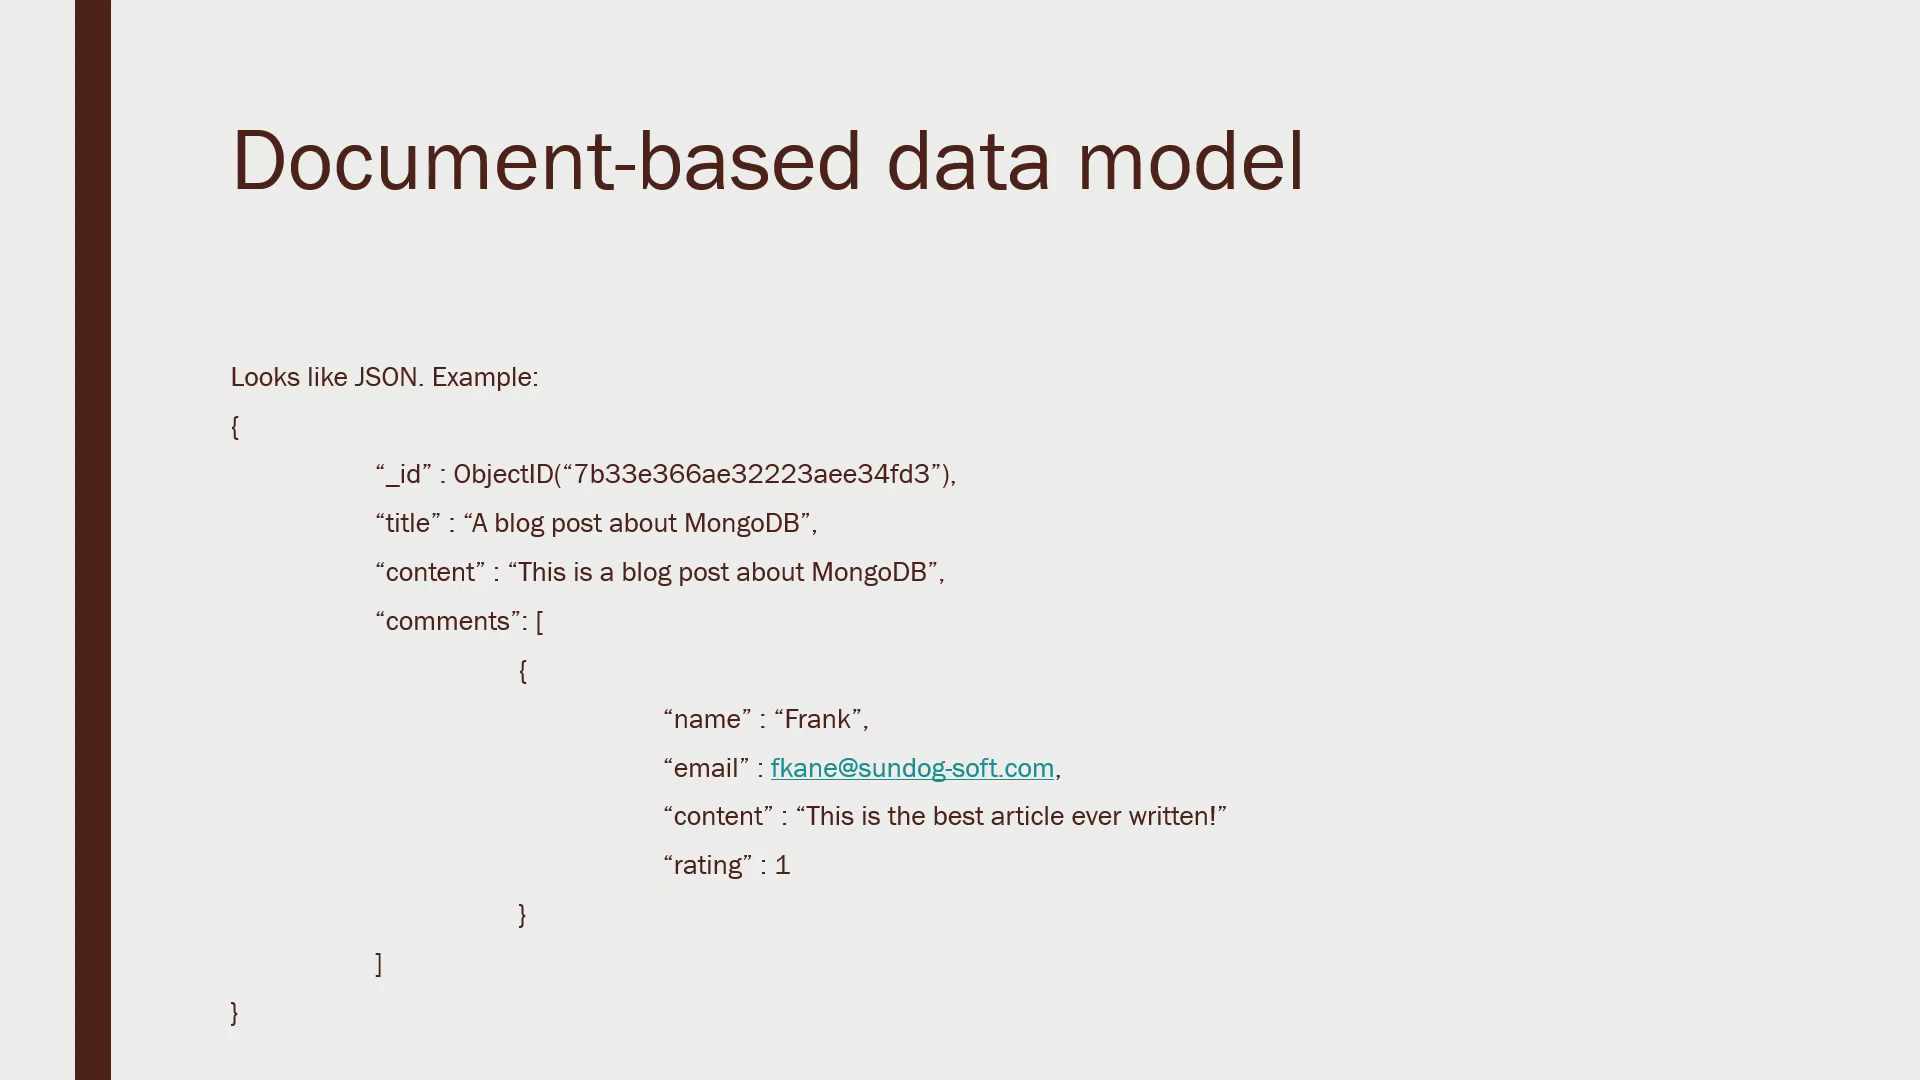 Document-based data model
Looks like JSON. Example:
{
“_id” : ObjectID(“7b33e366ae32223aee34fd3”),
“title” : “A blog post about MongoDB”,
“content” : “This is a blog post about MongoDB”,
“comments”: [
{
“name” : “Frank”,
“email” : fkane@sundog-soft.com,
“content” : “This is the best article ever written!”
“rating” : 1
}
]
}